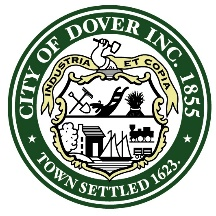 CITY OF DOVER INC. 1855
INDUSTRIA ET COPIA
TOWN SETTLED 1623.